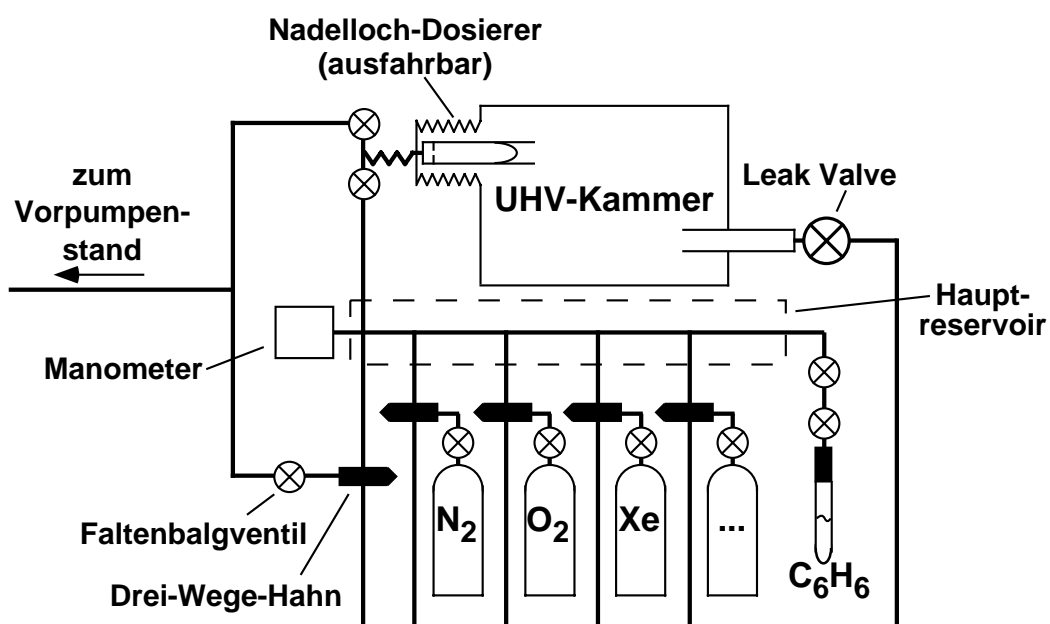 Nadelloch-Dosierer
(ausfahrbar)
zum
Vorpumpen-
stand
UHV-Kammer
Leak Valve
Haupt-
reservoir
Manometer
N2
O2
Xe
...
C6H6
Faltenbalgventil
Drei-Wege-Hahn